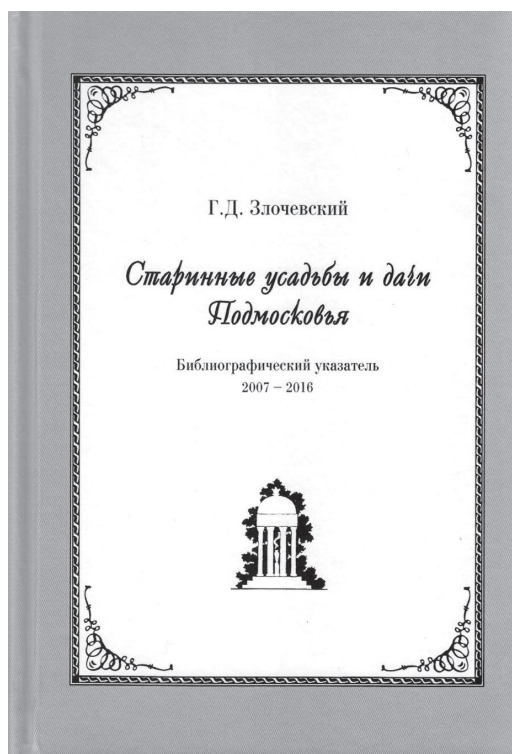 Г.Д. Злочевский
Старинные усадьбы и дачи
Подмосковья
Библиографический указатель
2007 – 2016